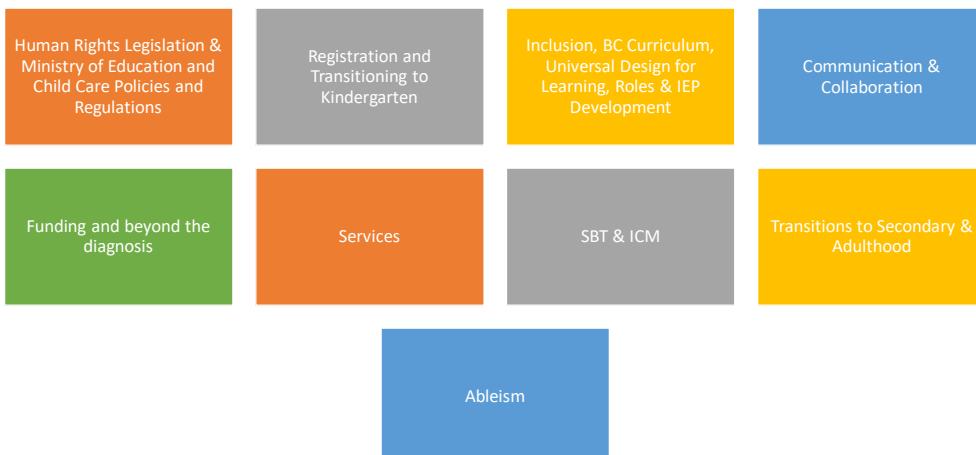 Human Rights Legislation &
Ministry of Education and
Child Care Policies and
Regulations
Registration and
Transitioning to
Kindergarten
Inclusion, BC Curriculum,
Universal Design for
Learning, Roles & IEP
Development
Communication &
Collaboration
Funding and beyond the
diagnosis
Services
SBT & ICM
Transitions to Secondary &
Adulthood
Ableism